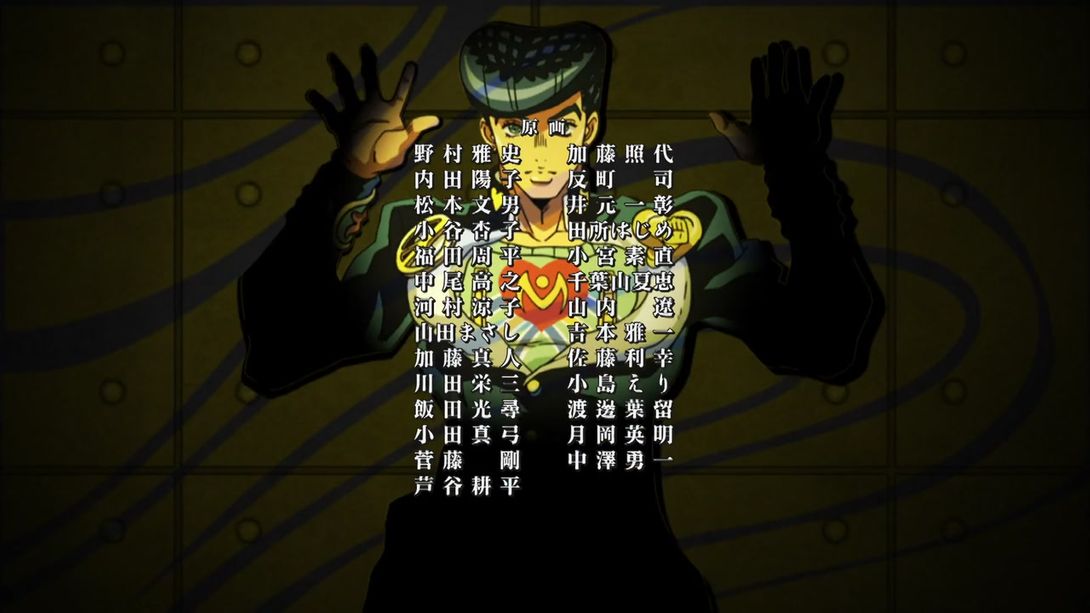 原画
野村雅史 加藤照代
内田陽子 反町司
松本文男 井元一彰
小谷杏子 田所はじめ
福田周平 小宮素直
中尾高之 千葉山夏恵
河村涼子 山内遼
山田まさし 吉本雅一
加藤真人 佐藤利幸
川田栄三 小島えり
飯田光尋 渡邊葉留
小田真弓 月岡英明
菅藤剛 中澤勇一
芦谷耕平